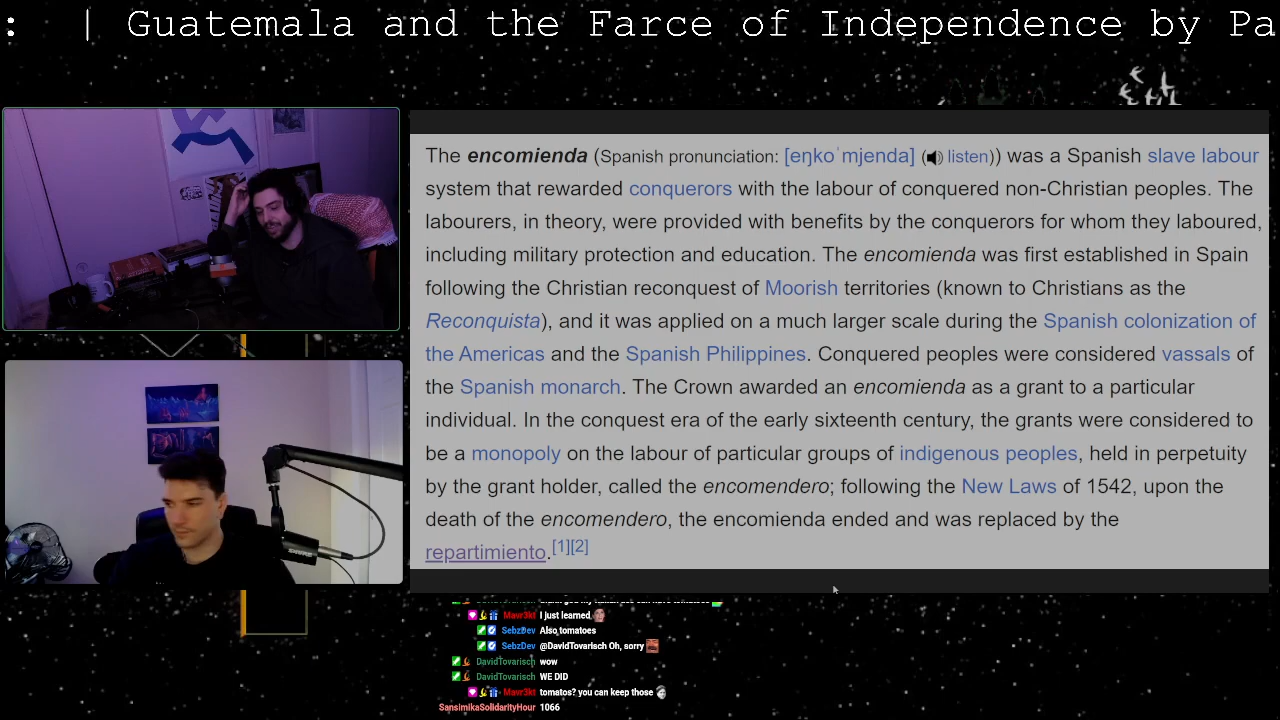 : | Guatemala and the Farce of Independence by Pa
The encomienda (Spanish pronunciation: [eŋkoˈmjenda] (listen)) was a Spanish slave labour
system that rewarded conquerors with the labour of conquered non-Christian peoples. The
labourers, in theory, were provided with benefits by the conquerors for whom they laboured,
including military protection and education. The encomienda was first established in Spain
following the Christian reconquest of Moorish territories (known to Christians as the
Reconquista), and it was applied on a much larger scale during the Spanish colonization of
the Americas and the Spanish Philippines. Conquered peoples were considered vassals of
the Spanish monarch. The Crown awarded an encomienda as a grant to a particular
individual. In the conquest era of the early sixteenth century, the grants were considered to
be a monopoly on the labour of particular groups of indigenous peoples, held in perpetuity
by the grant holder, called the encomendero; following the New Laws of 1542, upon the
death of the encomendero, the encomienda ended and was replaced by the
repartimiento.[1][2]
Mavr3kt I just learned
SebzDev Also tomatoes
SebzDev @DavidTovarisch Oh, sorry
DavidTovarisch wow
DavidTovarisch WE DID
Mavr3kt tomatos? you can keep those
SansimikaSolidarityHour 1066